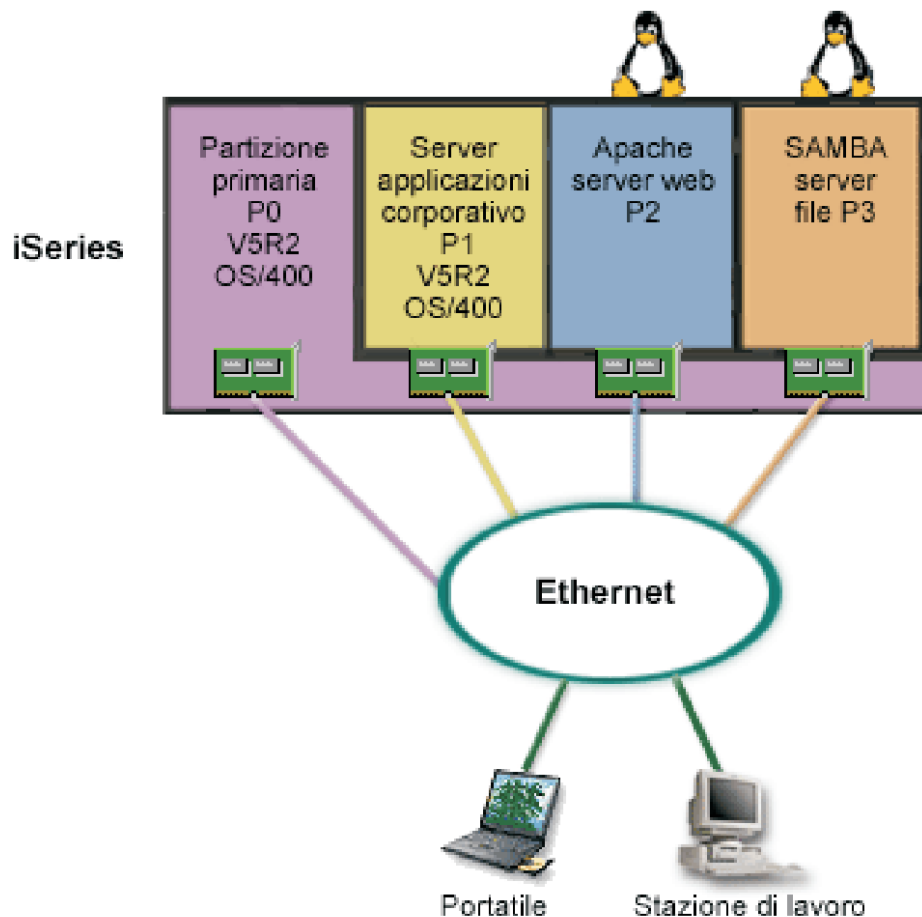 iSeries
Partizione
primaria
P0
V5R2
OS/400
Server
applicazioni
corporativo
P1
V5R2
OS/400
Apache
server web
P2
SAMBA
server
file P3
Ethernet
Portatile
Stazione di lavoro